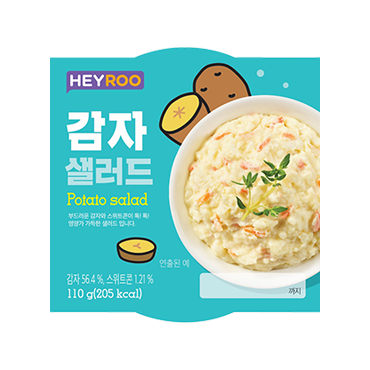 HEYROO
감자
샐러드
Potato salad
부드러운 감자와 스위트콘이 톡! 톡!
영양가 가득한 샐러드 입니다.
연출된 예
감자 56.4 %, 스위트콘 1.21 %
110 g(205 kcal)
까지